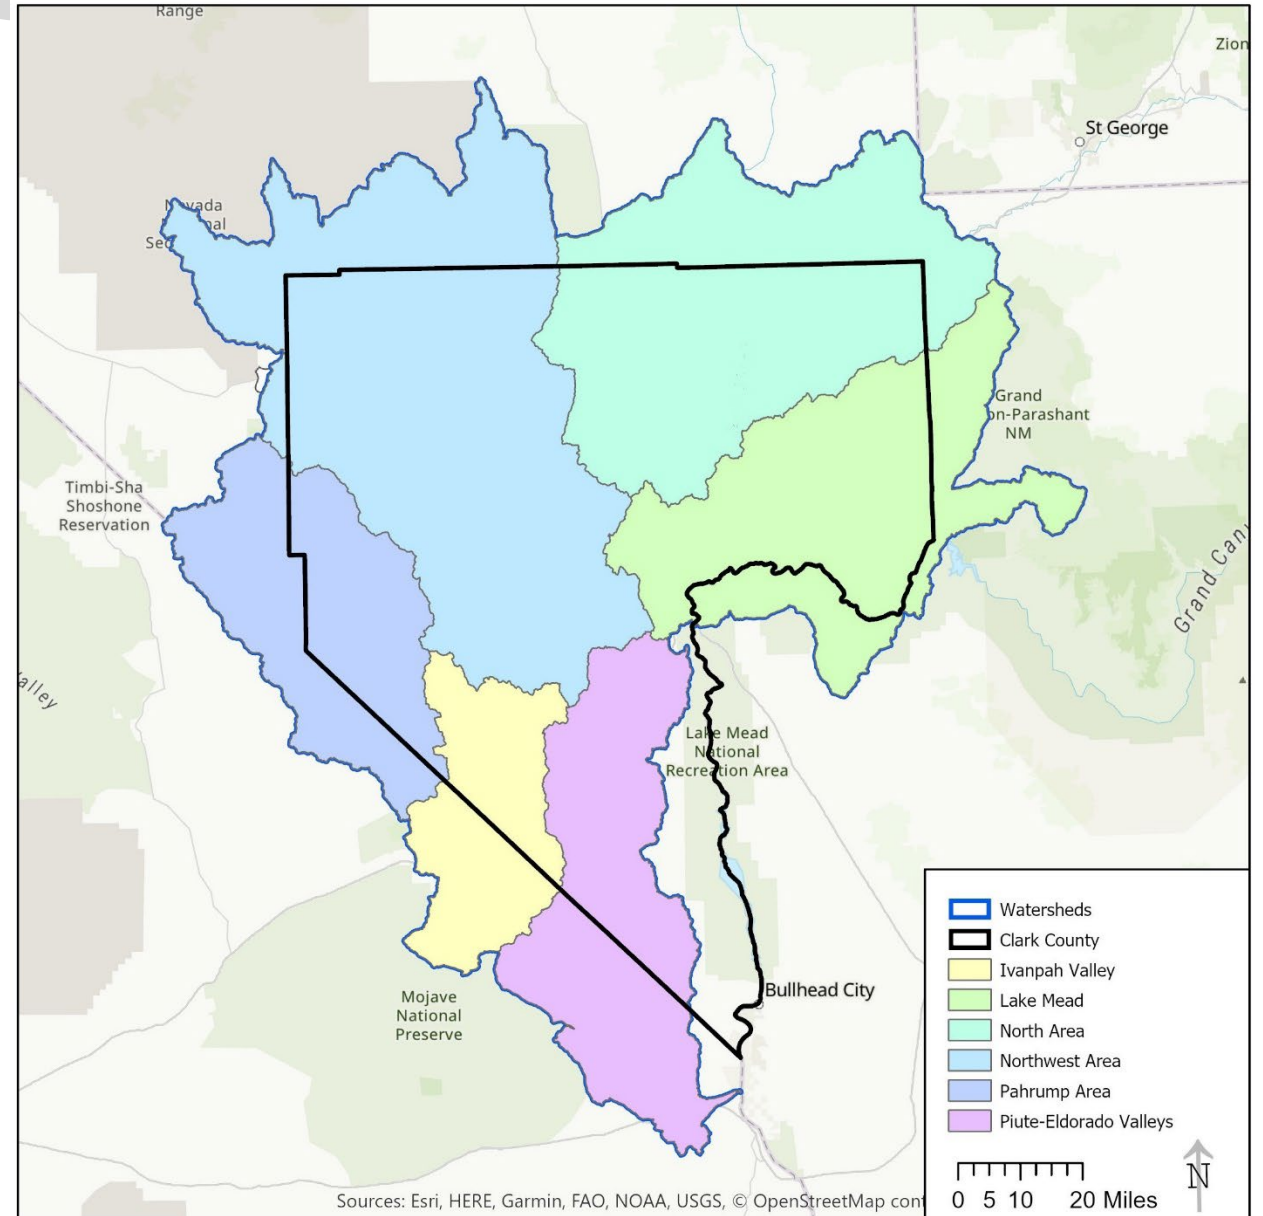 Range
Zion
St George
Grand
on-Parashant
NM
Timbi-Sha
Shoshone
Reservation
Grand Can
alley
Lake Mead
National
Recreation Area
Bullhead City
Mojave
National
Preserve
Watersheds
Clark County
Ivanpah Valley
Lake Mead
North Area
Northwest Area
Pahrump Area
Piute-Eldorado Valleys
N
0 5 10 20 Miles
Sources: Esri, HERE, Garmin, FAO, NOAA, USGS, © OpenStreetMap cont